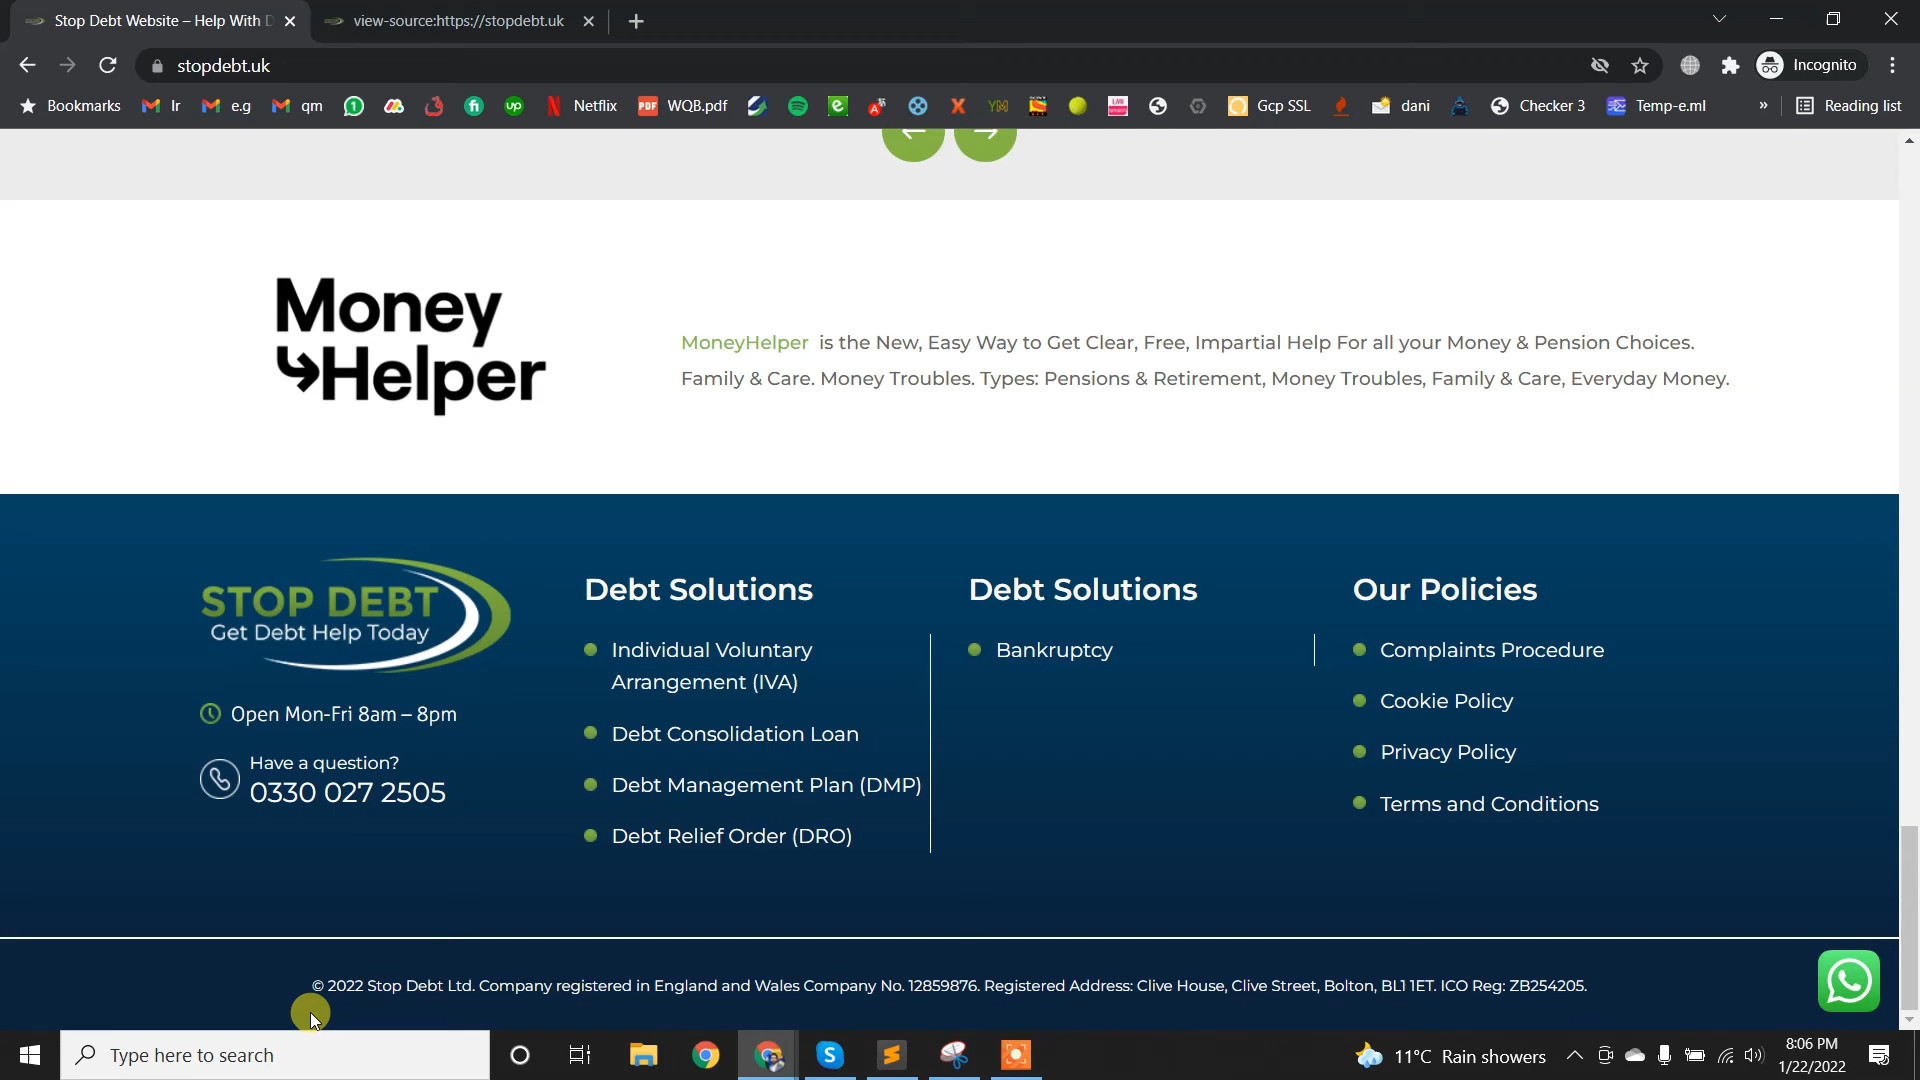 Stop Debt Website – Help With D
view-source:https://stopdebt.uk
stopdebt.uk
Incognito
Bookmarks
Ir
e.g
qm
Netflix
WQB.pdf
Gcp SSL
dani
Checker 3
Temp-e.ml
»
Reading list
Money
Helper
MoneyHelper is the New, Easy Way to Get Clear, Free, Impartial Help For all your Money & Pension Choices.
Family & Care. Money Troubles. Types: Pensions & Retirement, Money Troubles, Family & Care, Everyday Money.
STOP DEBT
Get Debt Help Today
Open Mon-Fri 8am – 8pm
Have a question?
0330 027 2505
Debt Solutions
Individual Voluntary
Arrangement (IVA)
Debt Consolidation Loan
Debt Management Plan (DMP)
Debt Relief Order (DRO)
Debt Solutions
Bankruptcy
Our Policies
Complaints Procedure
Cookie Policy
Privacy Policy
Terms and Conditions
© 2022 Stop Debt Ltd. Company registered in England and Wales Company No. 12859876. Registered Address: Clive House, Clive Street, Bolton, BL1 1ET. ICO Reg: ZB254205.
Type here to search
11°C Rain showers
8:06 PM
1/22/2022